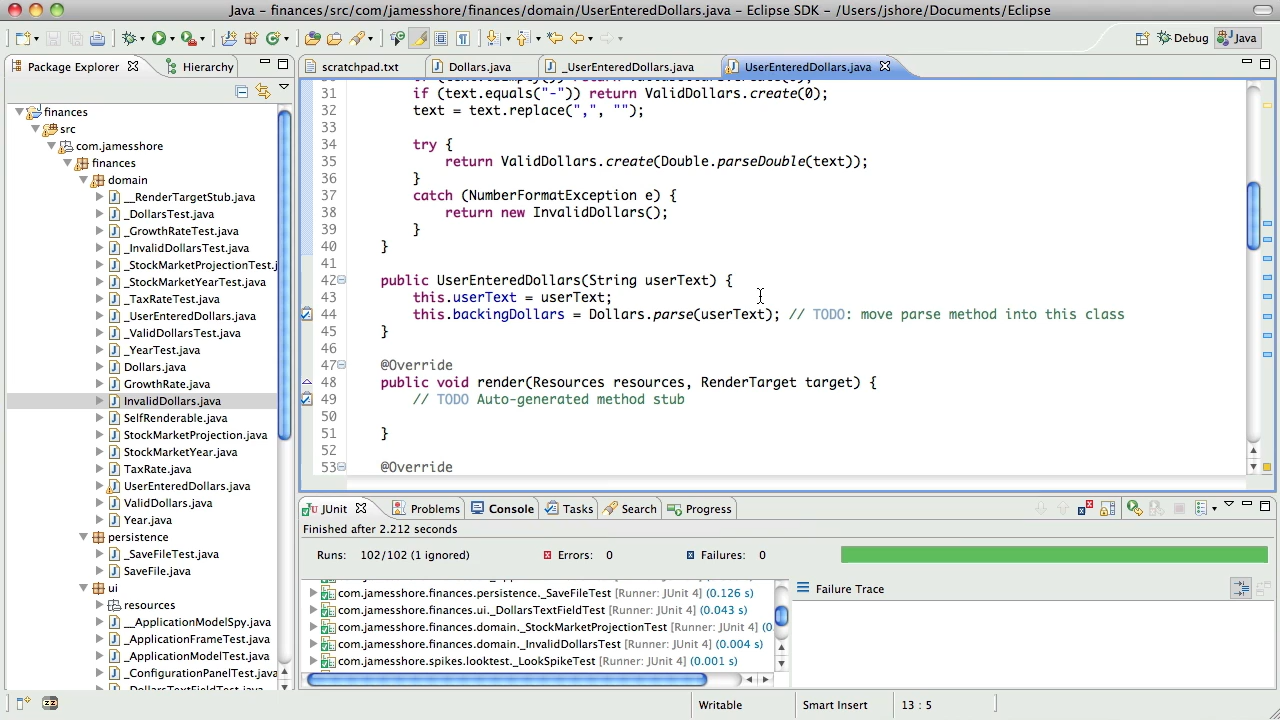 Java - finances/src/com/jamesshore/finances/domain/UserEnteredDollars.java - Eclipse SDK - /Users/jshore/Documents/Eclipse
Debug Java
Package Explorer Hierarchy
scratchpad.txt Dollars.java _UserEnteredDollars.java UserEnteredDollars.java
finances
src
com.jamesshore
finances
domain
__RenderTargetStub.java
_DollarsTest.java
_GrowthRateTest.java
_InvalidDollarsTest.java
_StockMarketProjectionTest.j
_StockMarketYearTest.java
_TaxRateTest.java
_UserEnteredDollars.java
_ValidDollarsTest.java
_YearTest.java
Dollars.java
GrowthRate.java
InvalidDollars.java
SelfRenderable.java
StockMarketProjection.java
StockMarketYear.java
TaxRate.java
UserEnteredDollars.java
ValidDollars.java
Year.java
persistence
_SaveFileTest.java
SaveFile.java
ui
resources
__ApplicationModelSpy.java
_ApplicationFrameTest.java
_ApplicationModelTest.java
_ConfigurationPanelTest.java
31 if (text.equals("-")) return ValidDollars.create(0);
32 text = text.replace(",", "");
33
34 try {
35 return ValidDollars.create(Double.parseDouble(text));
36 }
37 catch (NumberFormatException e) {
38 return new InvalidDollars();
39 }
40 }
41
42 public UserEnteredDollars(String userText) {
43 this.userText = userText;
44 this.backingDollars = Dollars.parse(userText); // TODO: move parse method into this class
45 }
46
47 @Override
48 public void render(Resources resources, RenderTarget target) {
49 // TODO Auto-generated method stub
50
51 }
52
53 @Override
JUnit Problems Console Tasks Search Progress
Finished after 2.212 seconds
Runs: 102/102 (1 ignored) Errors: 0 Failures: 0
com.jamesshore.finances.persistence._SaveFileTest [Runner: JUnit 4] (0.126 s)
com.jamesshore.finances.ui._DollarsTextFieldTest [Runner: JUnit 4] (0.043 s)
com.jamesshore.finances.domain._StockMarketProjectionTest [Runner: JUnit 4] (0
com.jamesshore.finances.domain._InvalidDollarsTest [Runner: JUnit 4] (0.004 s)
com.jamesshore.spikes.looktest._LookSpikeTest [Runner: JUnit 4] (0.001 s)
Failure Trace
Writable Smart Insert 13 : 5